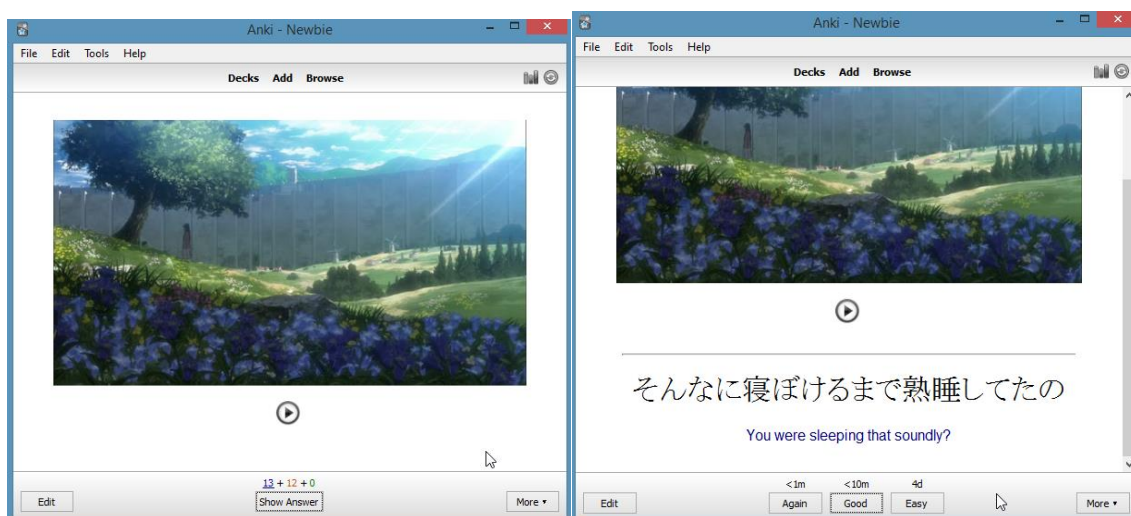 Anki - Newbie
File Edit Tools Help
Decks Add Browse
13 + 12 + 0
Edit Show Answer More
Anki - Newbie
File Edit Tools Help
Decks Add Browse
そんなに寝ぼけるまで熟睡してたの
You were sleeping that soundly?
<1m <10m 4d
Edit Again Good Easy More